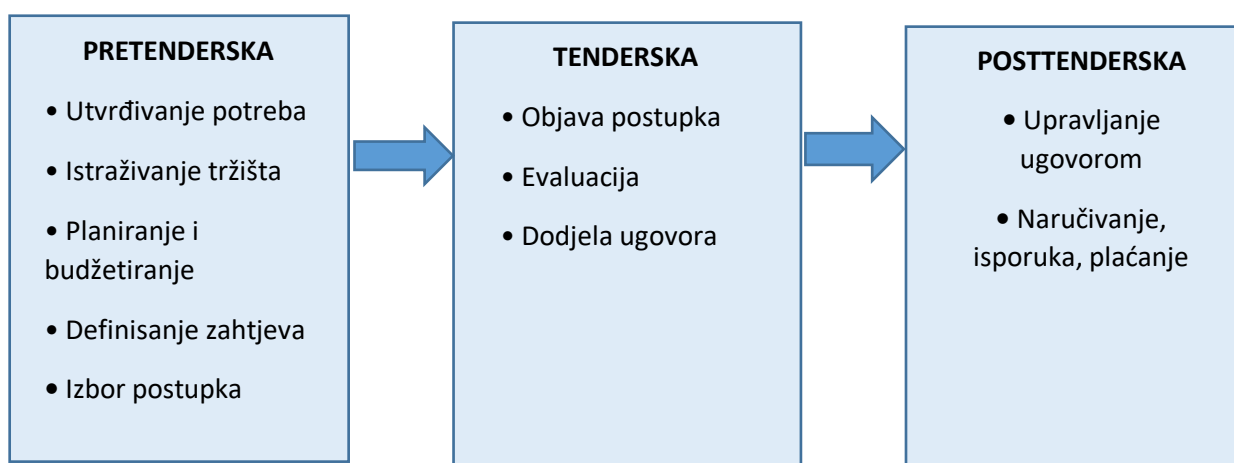 PRETENDERSKA
• Utvrđivanje potreba
• Istraživanje tržišta
• Planiranje i
budžetiranje
• Definisanje zahtjeva
• Izbor postupka
TENDERSKA
• Objava postupka
• Evaluacija
• Dodjela ugovora
POSTTENDERSKA
• Upravljanje
ugovorom
• Naručivanje,
isporuka, plaćanje